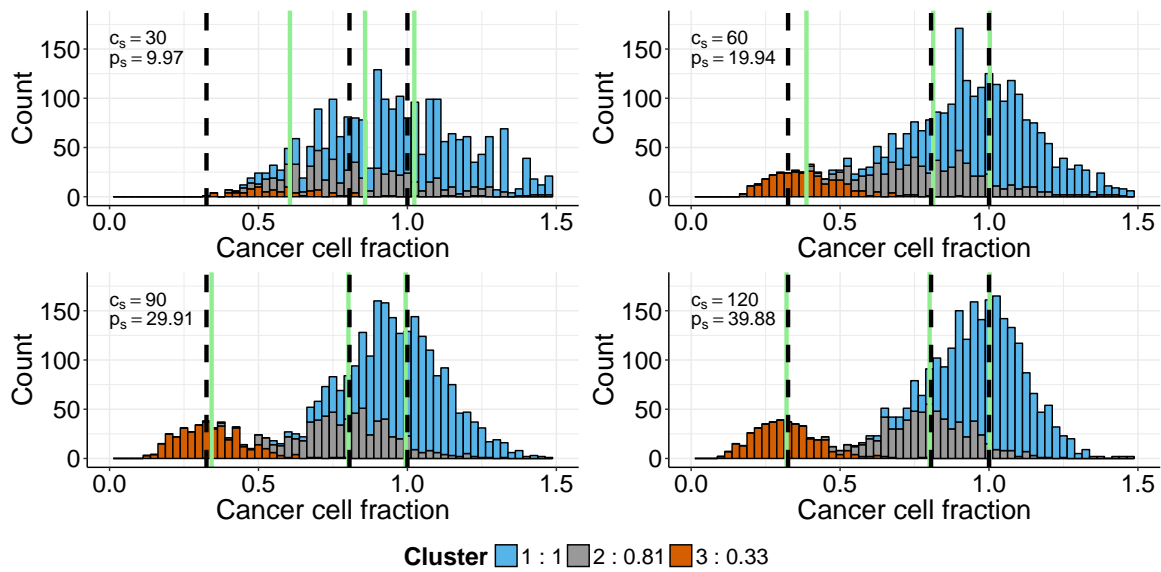 c_s = 30
p_s = 9.97
150
100
50
0
Count
0.0 0.5 1.0 1.5
Cancer cell fraction
c_s = 60
p_s = 19.94
150
100
50
0
Count
0.0 0.5 1.0 1.5
Cancer cell fraction
c_s = 90
p_s = 29.91
150
100
50
0
Count
0.0 0.5 1.0 1.5
Cancer cell fraction
c_s = 120
p_s = 39.88
150
100
50
0
Count
0.0 0.5 1.0 1.5
Cancer cell fraction
Cluster 1 : 1 2 : 0.81 3 : 0.33